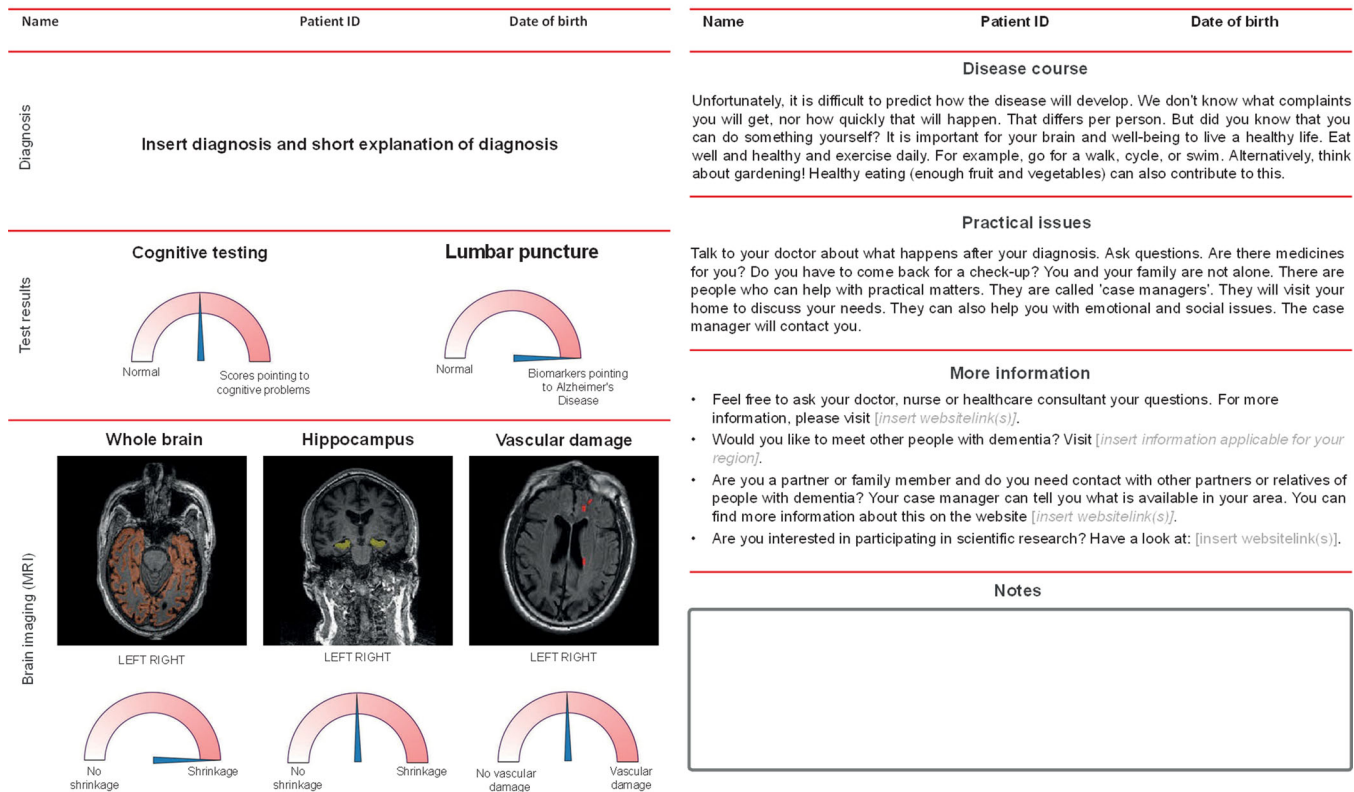 Name Patient ID Date of birth
Diagnosis
Insert diagnosis and short explanation of diagnosis
Test results
Cognitive testing
Normal
Scores pointing to
cognitive problems
Lumbar puncture
Normal
Biomarkers pointing
to Alzheimer's
Disease
Brain imaging (MRI)
Whole brain
LEFT RIGHT
No
shrinkage
Shrinkage
Hippocampus
LEFT RIGHT
No
shrinkage
Shrinkage
Vascular damage
LEFT RIGHT
No vascular
damage
Vascular
damage
Name Patient ID Date of birth
Disease course
Unfortunately, it is difficult to predict how the disease will develop. We don't know what complaints
you will get, nor how quickly that will happen. That differs per person. But did you know that you
can do something yourself? It is important for your brain and well-being to live a healthy life. Eat
well and healthy and exercise daily. For example, go for a walk, cycle, or swim. Alternatively, think
about gardening! Healthy eating (enough fruit and vegetables) can also contribute to this.
Practical issues
Talk to your doctor about what happens after your diagnosis. Ask questions. Are there medicines
for you? Do you have to come back for a check-up? You and your family are not alone. There are
people who can help with practical matters. They are called 'case managers'. They will visit your
home to discuss your needs. They can also help you with emotional and social issues. The case
manager will contact you.
More information
• Feel free to ask your doctor, nurse or healthcare consultant your questions. For more
information, please visit [insert websitelink(s)].
• Would you like to meet other people with dementia? Visit [insert information applicable for your
region].
• Are you a partner or family member and do you need contact with other partners or relatives of
people with dementia? Your case manager can tell you what is available in your area. You can
find more information about this on the website [insert websitelink(s)].
• Are you interested in participating in scientific research? Have a look at: [insert websitelink(s)].
Notes